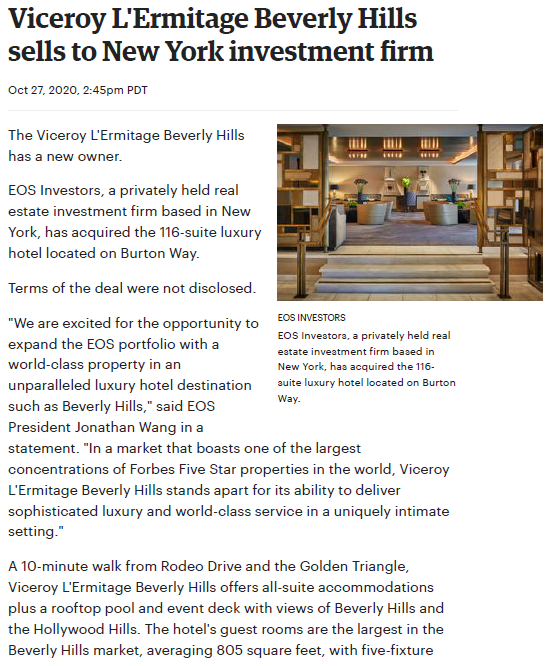 Viceroy L'Ermitage Beverly Hills
sells to New York investment firm
Oct 27, 2020, 2:45pm PDT
The Viceroy L'Ermitage Beverly Hills
has a new owner.
EOS Investors, a privately held real
estate investment firm based in New
York, has acquired the 116-suite luxury
hotel located on Burton Way.
Terms of the deal were not disclosed.
"We are excited for the opportunity to
expand the EOS portfolio with a
world-class property in an
unparalleled luxury hotel destination
such as Beverly Hills," said EOS
President Jonathan Wang in a
statement. "In a market that boasts one of the largest
concentrations of Forbes Five Star properties in the world, Viceroy
L'Ermitage Beverly Hills stands apart for its ability to deliver
sophisticated luxury and world-class service in a uniquely intimate
setting."
A 10-minute walk from Rodeo Drive and the Golden Triangle,
Viceroy L'Ermitage Beverly Hills offers all-suite accommodations
plus a rooftop pool and event deck with views of Beverly Hills and
the Hollywood Hills. The hotel's guest rooms are the largest in the
Beverly Hills market, averaging 805 square feet, with five-fixture
EOS INVESTORS
EOS Investors, a privately held real
estate investment firm based in
New York, has acquired the 116-
suite luxury hotel located on Burton
Way.